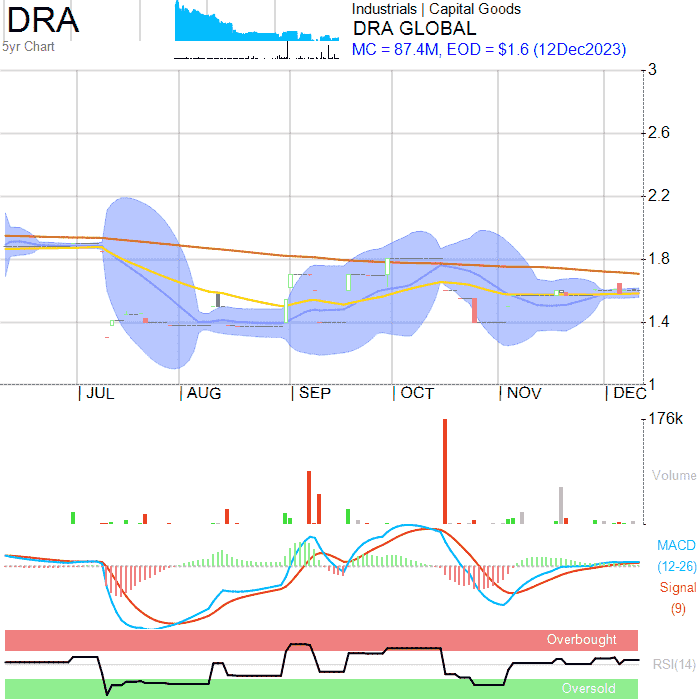 DRA
5yr Chart
Industrials | Capital Goods
DRA GLOBAL
MC = 87.4M, EOD = $1.6 (12Dec2023)
3
2.6
2.2
1.8
1.4
1
| JUL
| AUG
| SEP
| OCT
| NOV
| DEC
176k
Volume
MACD
(12-26)
Signal
(9)
Overbought
RSI(14)
Oversold